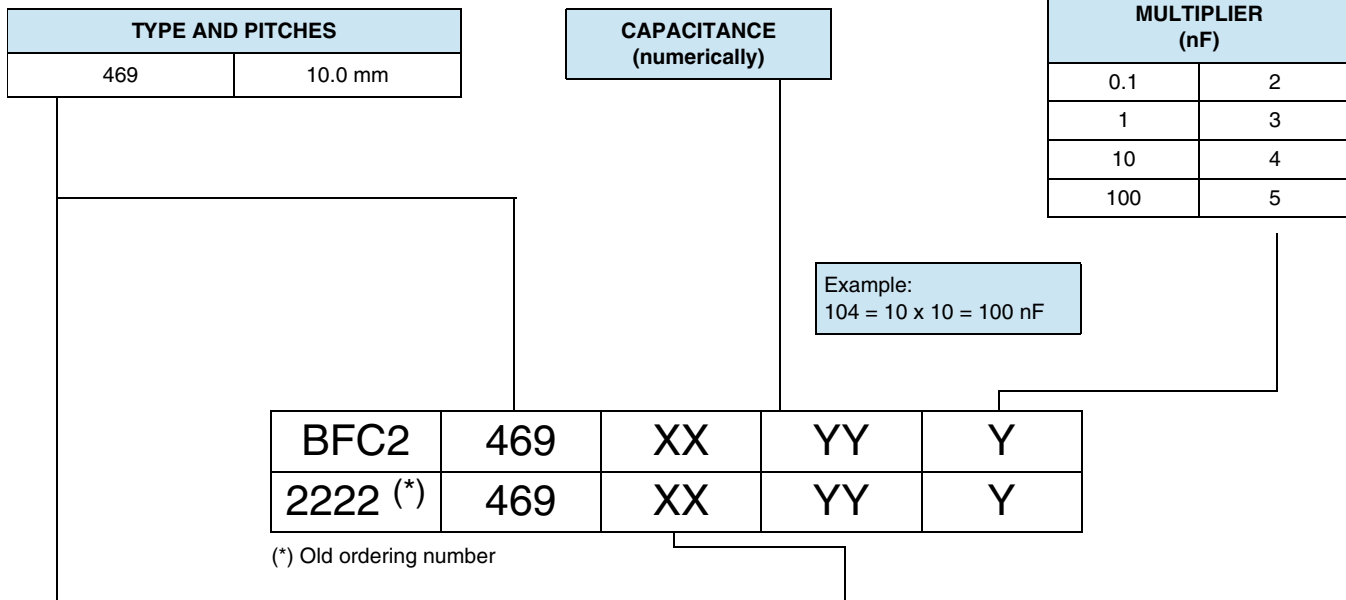 TYPE AND PITCHES
469 10.0 mm
CAPACITANCE
(numerically)
MULTIPLIER
(nF)
0.1 2
1 3
10 4
100 5
Example:
104 = 10 x 10 = 100 nF
BFC2 469 XX YY Y
2222 (*) 469 XX YY Y
(*) Old ordering number